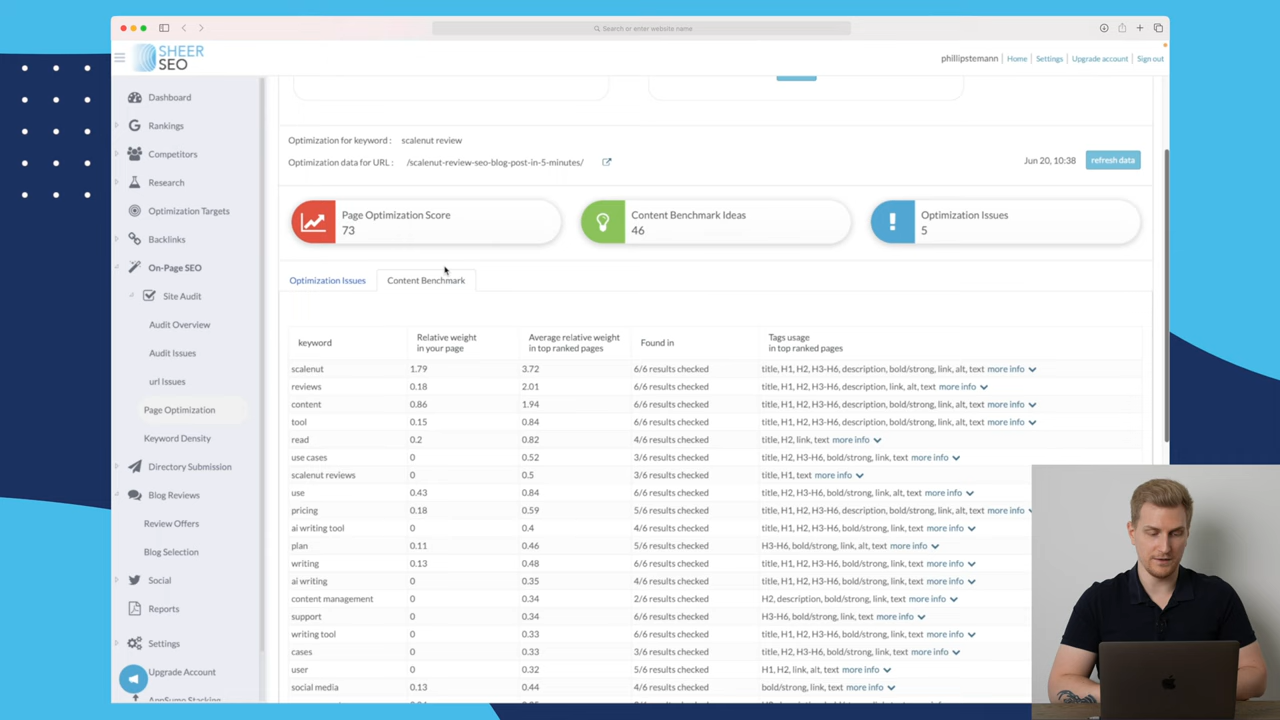 Search or enter website name
SHEER
SEO
phillipstemann Home Settings Upgrade account Sign out
Dashboard
Rankings
Competitors
Research
Optimization Targets
Backlinks
On-Page SEO
Site Audit
Audit Overview
Audit Issues
url Issues
Page Optimization
Keyword Density
Directory Submission
Blog Reviews
Review Offers
Blog Selection
Social
Reports
Settings
Upgrade Account
AppSumo Stacking
Optimization for keyword : scalenut review
Optimization data for URL : /scalenut-review-seo-blog-post-in-5-minutes/
Jun 20, 10:38 refresh data
Page Optimization Score
73
Content Benchmark Ideas
46
Optimization Issues
5
Optimization Issues Content Benchmark
keyword Relative weight in your page Average relative weight in top ranked pages Found in Tags usage in top ranked pages
scalenut 1.79 3.72 6/6 results checked title, H1, H2, H3-H6, description, bold/strong, link, alt, text more info
reviews 0.18 2.01 6/6 results checked title, H1, H2, H3-H6, description, link, alt, text more info
content 0.86 1.94 6/6 results checked title, H1, H2, H3-H6, description, bold/strong, link, alt, text more info
tool 0.15 0.84 6/6 results checked title, H1, H2, H3-H6, description, bold/strong, link, alt, text more info
read 0.2 0.82 4/6 results checked title, H2, link, text more info
use cases 0 0.52 3/6 results checked title, H2, H3-H6, bold/strong, link, text more info
scalenut reviews 0 0.5 3/6 results checked title, H1, text more info
use 0.43 0.84 6/6 results checked title, H2, H3-H6, bold/strong, link, alt, text more info
pricing 0.18 0.59 5/6 results checked title, H1, H2, H3-H6, description, bold/strong, link, alt, text more info
ai writing tool 0 0.4 4/6 results checked title, H1, H2, H3-H6, bold/strong, link, text more info
plan 0.11 0.46 5/6 results checked H3-H6, bold/strong, link, alt, text more info
writing 0.13 0.48 6/6 results checked title, H1, H2, H3-H6, bold/strong, link, text more info
ai writing 0 0.35 4/6 results checked title, H1, H2, H3-H6, bold/strong, link, text more info
content management 0 0.34 2/6 results checked H2, description, bold/strong, link, text more info
support 0 0.34 6/6 results checked H3-H6, bold/strong, link, text more info
writing tool 0 0.33 6/6 results checked title, H1, H2, H3-H6, bold/strong, link, text more info
cases 0 0.33 3/6 results checked title, H2, H3-H6, bold/strong, link, text more info
user 0 0.32 5/6 results checked H1, H2, link, alt, text more info
social media 0.13 0.44 6/6 results checked bold/strong, link, text more info